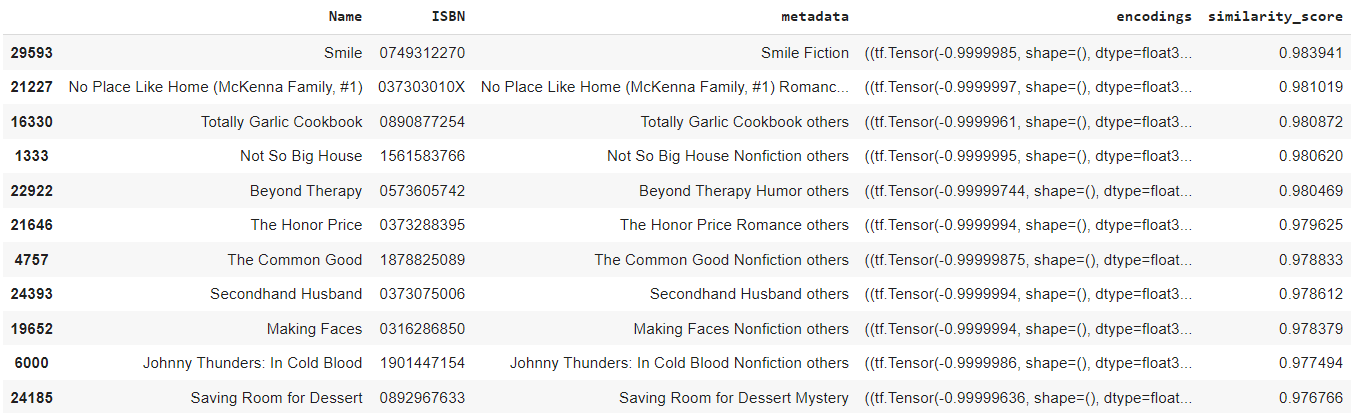 Name ISBN metadata encodings similarity_score
29593 Smile 0749312270 Smile Fiction ((tf.Tensor(-0.9999985, shape=(), dtype=float3... 0.983941
21227 No Place Like Home (McKenna Family, #1) 037303010X No Place Like Home (McKenna Family, #1) Romanc... ((tf.Tensor(-0.9999997, shape=(), dtype=float3... 0.981019
16330 Totally Garlic Cookbook 0890877254 Totally Garlic Cookbook others ((tf.Tensor(-0.9999961, shape=(), dtype=float3... 0.980872
1333 Not So Big House 1561583766 Not So Big House Nonfiction others ((tf.Tensor(-0.9999995, shape=(), dtype=float3... 0.980620
22922 Beyond Therapy 0573605742 Beyond Therapy Humor others ((tf.Tensor(-0.99999744, shape=(), dtype=float... 0.980469
21646 The Honor Price 0373288395 The Honor Price Romance others ((tf.Tensor(-0.9999994, shape=(), dtype=float3... 0.979625
4757 The Common Good 1878825089 The Common Good Nonfiction others ((tf.Tensor(-0.99999875, shape=(), dtype=float... 0.978833
24393 Secondhand Husband 0373075006 Secondhand Husband others ((tf.Tensor(-0.9999994, shape=(), dtype=float3... 0.978612
19652 Making Faces 0316286850 Making Faces Nonfiction others ((tf.Tensor(-0.9999994, shape=(), dtype=float3... 0.978379
6000 Johnny Thunders: In Cold Blood 1901447154 Johnny Thunders: In Cold Blood Nonfiction others ((tf.Tensor(-0.9999986, shape=(), dtype=float3... 0.977494
24185 Saving Room for Dessert 0892967633 Saving Room for Dessert Mystery ((tf.Tensor(-0.99999636, shape=(), dtype=float... 0.976766